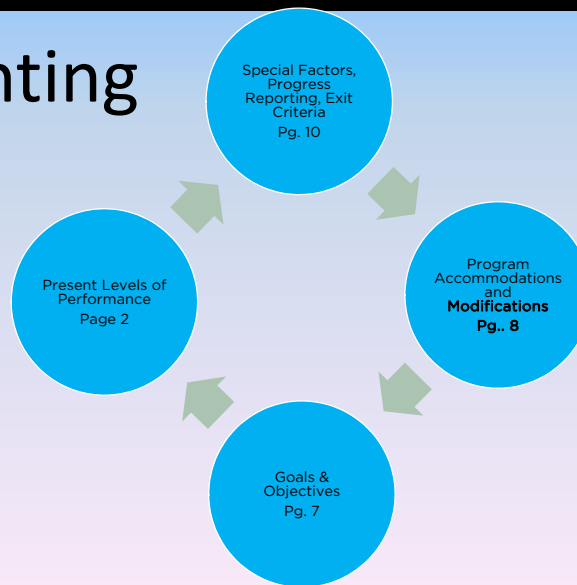 nting
Special Factors,
Progress
Reporting, Exit
Criteria
Pg. 10
Program
Accommodations
and
Modifications
Pg.. 8
Goals &
Objectives
Pg. 7
Present Levels of
Performance
Page 2